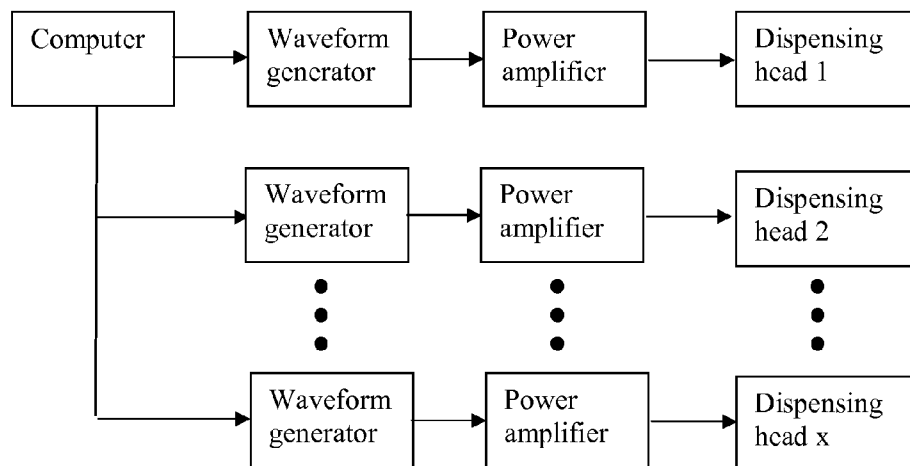 Computer
Waveform
generator
Power
amplifier
Dispensing
head 1
Waveform
generator
Power
amplifier
Dispensing
head 2
Waveform
generator
Power
amplifier
Dispensing
head x